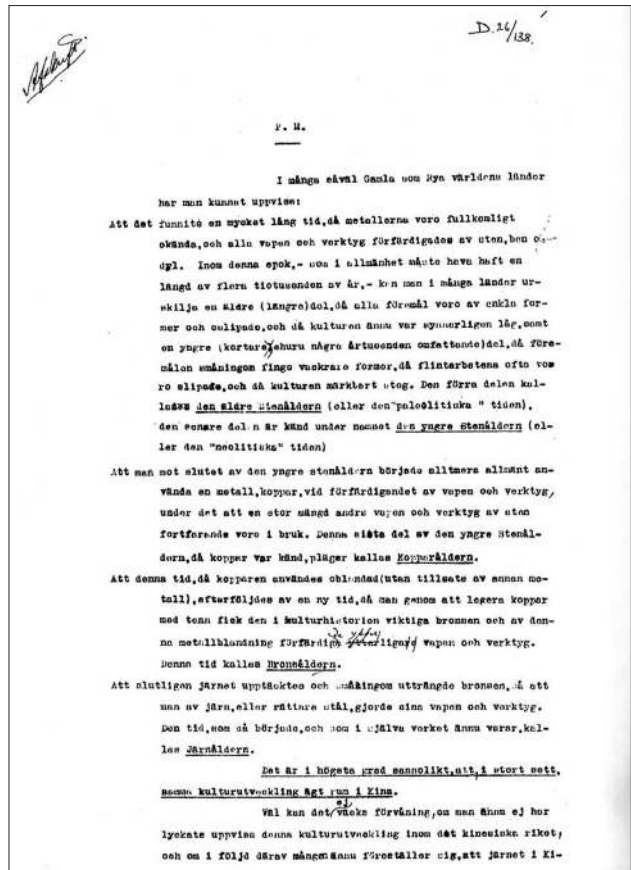 Afskrift.
D. 26/138.
P. M.
I många såväl Gamla som Nya världens länder
har man kunnat uppvisa:
Att det funnits en mycket lång tid,då metallerna voro fullkomligt
okända,och alla vapen och verktyg förfärdigades av sten,ben o.
dyl. Inom denna epok,- som i allmänhet måste hava haft en
längd av flera tiotusenden av år,- kan man i många länder ur-
skilja en äldre (längre)del,då alla föremål voro av enkla for-
mer och oslipade,och då kulturen ännu var synnerligen låg,samt
en yngre (kortare,ehuru några årtusenden omfattande)del,då före-
målen småningom fingo vackrare former,då flintarbetena ofta vo-
ro slipade,och då kulturen märkbart steg. Den förra delen kal-
lades den äldre Stenåldern (eller den"paleolitiska " tiden),
den senare delen är känd under namnet den yngre Stenåldern (el-
ler den "neolitiska" tiden)
Att man mot slutet av den yngre stenåldern började alltmera allmänt an-
vända en metall,koppar,vid förfärdigandet av vapen och verktyg,
under det att en stor mängd andra vapen och verktyg av sten
fortfarande voro i bruk. Denna sista del av den yngre Stenål-
dern,då koppar var känd,plägar kallas Kopparåldern.
Att denna tid,då kopparen användes oblandad(utan tillsats av annan me-
tall),efterföljdes av en ny tid,då man genom att legera koppar
med tenn fick den i kulturhistorien viktiga bronsen och av den-
na metallblandning vapen och verktyg.
Denna tid kallas Bronsåldern.
Att slutligen järnet upptäcktes och småningom utträngde bronsen,så att
man av järn,eller rättare stål,gjorde sina vapen och verktyg.
Den tid,som då började,och som i själva verket ännu varar,kal-
las Järnåldern.
Det är i högsta grad sannolikt,att,i stort sett,
samma kulturutveckling ägt rum i Kina.
Väl kan det ej väcka förvåning,om man ännu ej har
lyckats uppvisa denna kulturutveckling inom det kinesiska riket,
och om i följd därav mången ännu föreställer sig,att järnet i Ki-